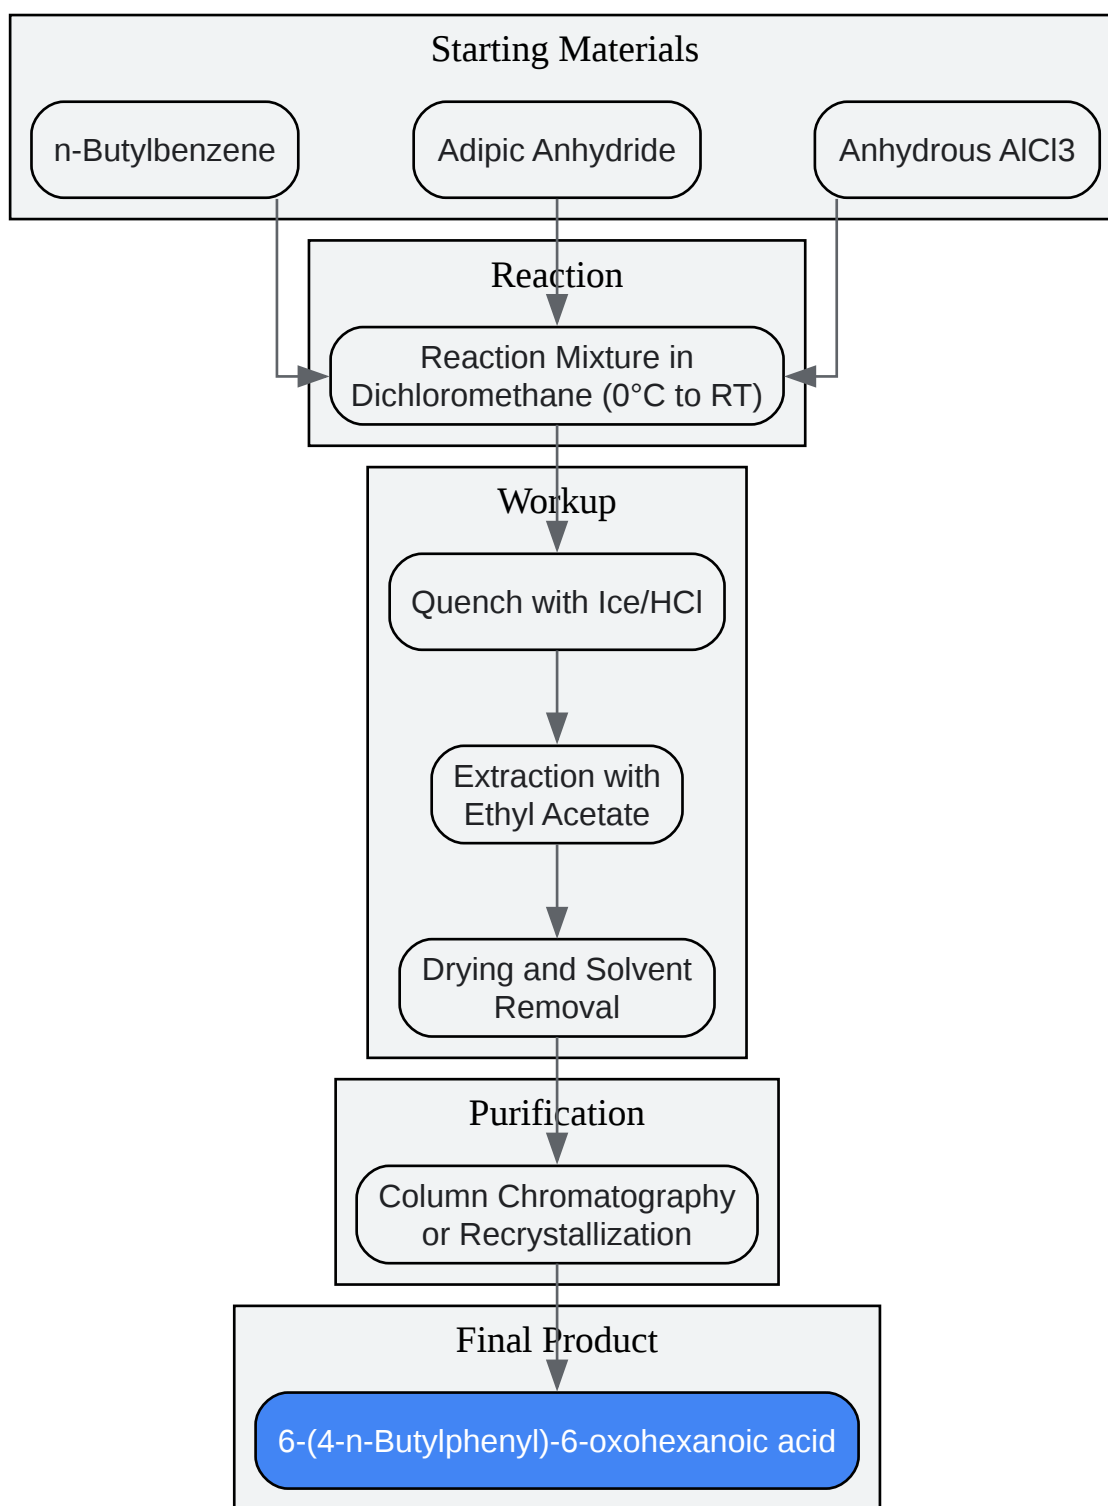 Starting Materials
n-Butylbenzene
Adipic Anhydride
Anhydrous AlCl3
Reaction
Reaction Mixture in
Dichloromethane (0°C to RT)
Workup
Quench with Ice/HCl
Extraction with
Ethyl Acetate
Drying and Solvent
Removal
Purification
Column Chromatography
or Recrystallization
Final Product
6-(4-n-Butylphenyl)-6-oxohexanoic acid